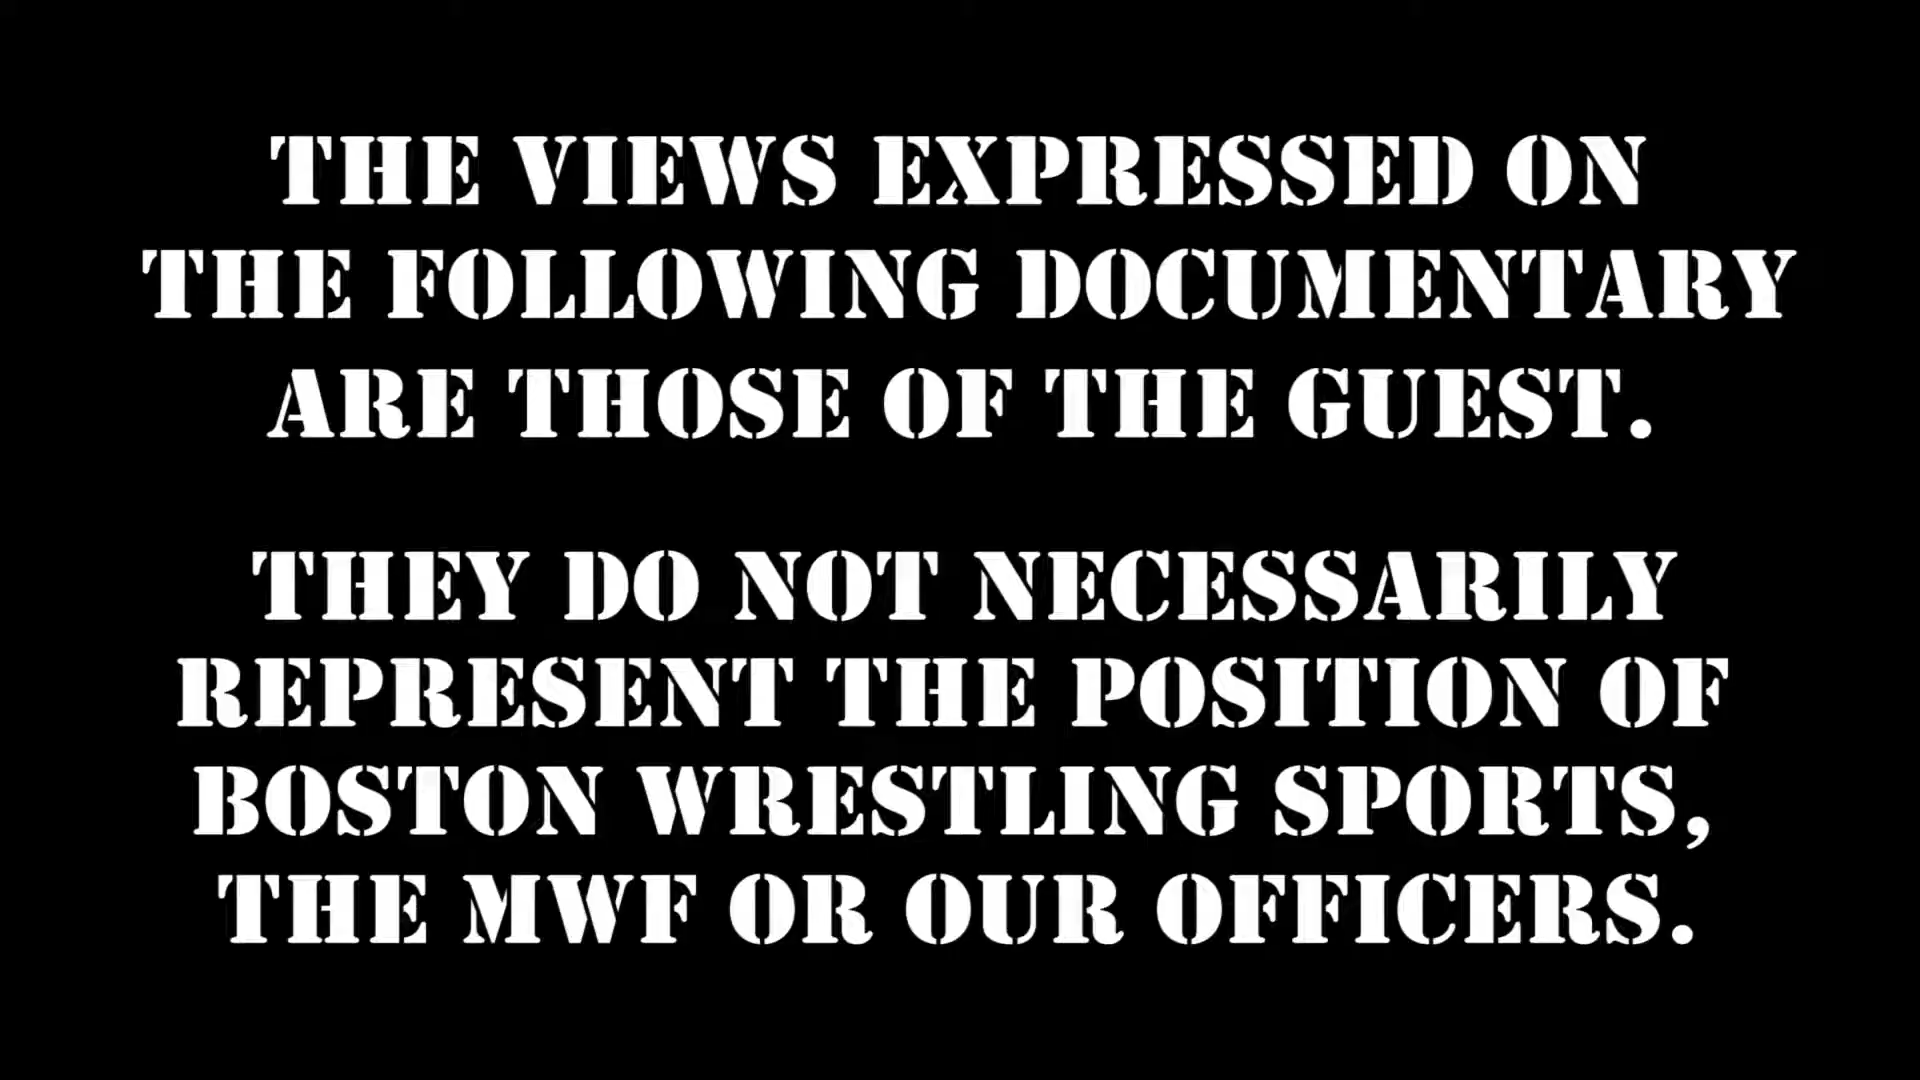 THE VIEWS EXPRESSED ON
THE FOLLOWING DOCUMENTARY
ARE THOSE OF THE GUEST.
THEY DO NOT NECESSARILY
REPRESENT THE POSITION OF
BOSTON WRESTLING SPORTS,
THE MWF OR OUR OFFICERS.